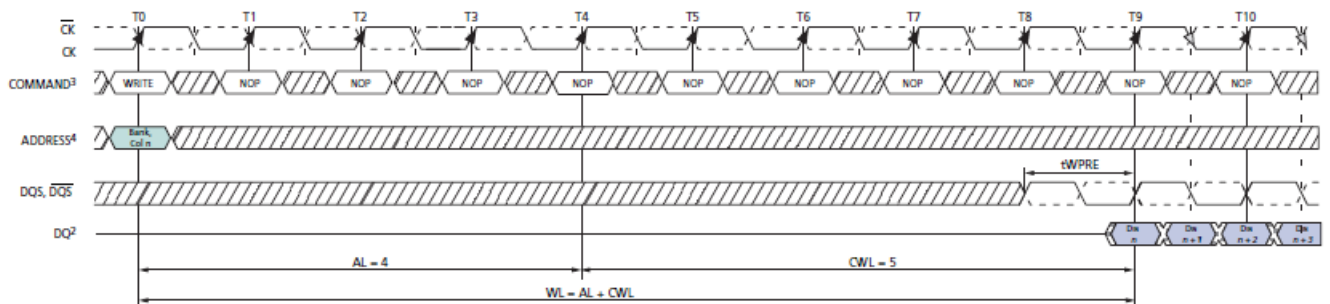 T0 T1 T2 T3 T4 T5 T6 T7 T8 T9 T10
CK
CK
COMMAND³ WRITE NOP NOP NOP NOP NOP NOP NOP NOP NOP NOP
ADDRESS⁴ Bank,
Col n
tWPRE
DQS, DQS
DQ² Din Din Din Din
n n+1 n+2 n+3
AL = 4 CWL = 5
WL = AL + CWL